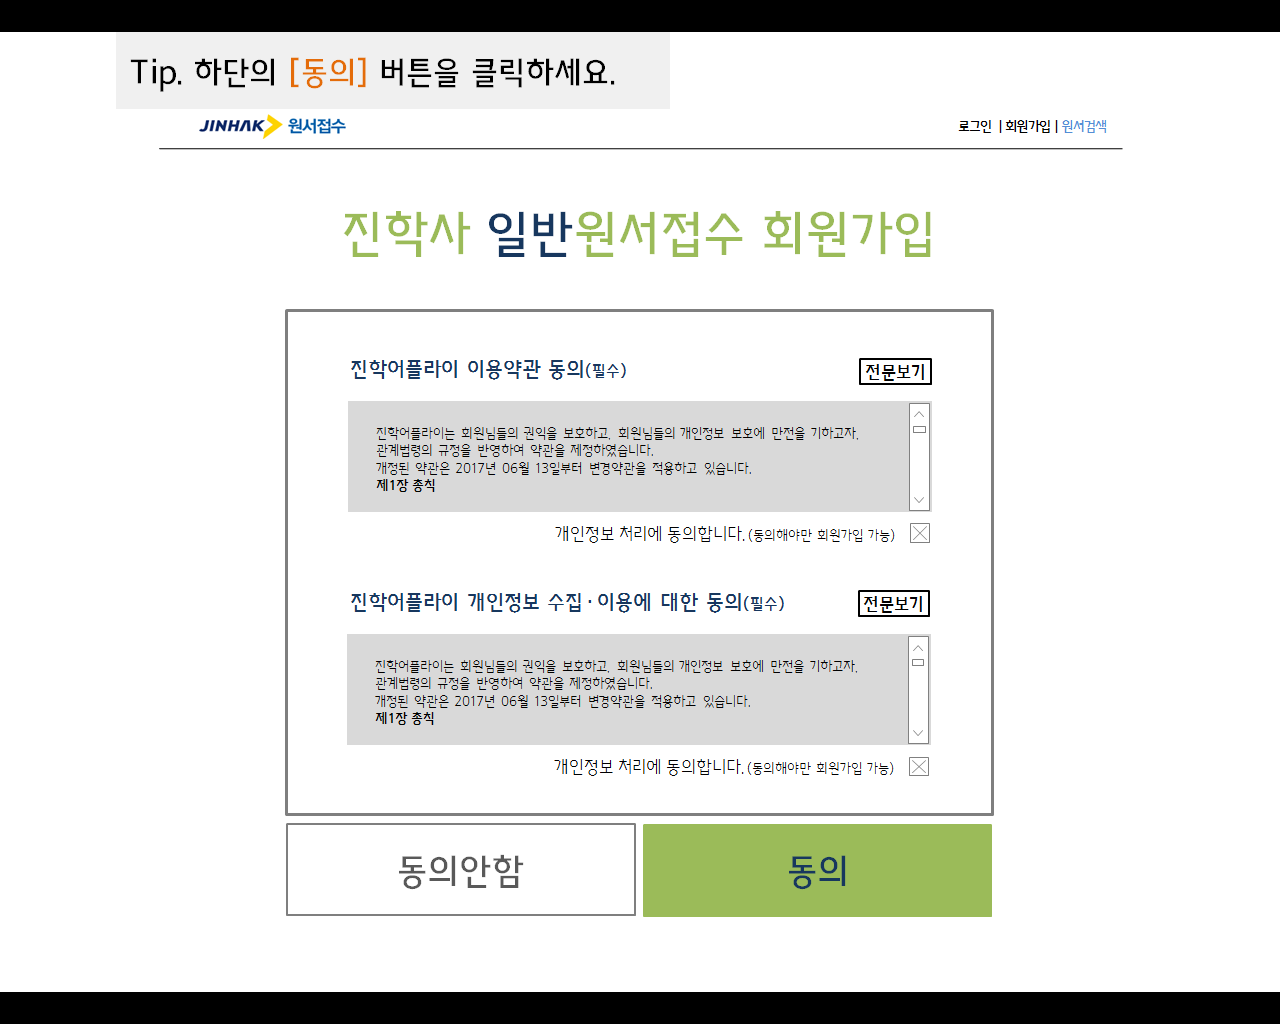 Tip. 하단의 [동의] 버튼을 클릭하세요.
JINHAK 원서접수
로그인 | 회원가입 | 원서검색
진학사 일반원서접수 회원가입
진학어플라이 이용약관 동의(필수)
전문보기
진학어플라이는 회원님들의 권익을 보호하고, 회원님들의 개인정보 보호에 만전을 기하고자,
관계법령의 규정을 반영하여 약관을 제정하였습니다.
개정된 약관은 2017년 06월 13일부터 변경약관을 적용하고 있습니다.
제1장 총칙
개인정보 처리에 동의합니다.(동의해야만 회원가입 가능)
진학어플라이 개인정보 수집·이용에 대한 동의(필수)
전문보기
진학어플라이는 회원님들의 권익을 보호하고, 회원님들의 개인정보 보호에 만전을 기하고자,
관계법령의 규정을 반영하여 약관을 제정하였습니다.
개정된 약관은 2017년 06월 13일부터 변경약관을 적용하고 있습니다.
제1장 총칙
개인정보 처리에 동의합니다.(동의해야만 회원가입 가능)
동의안함
동의